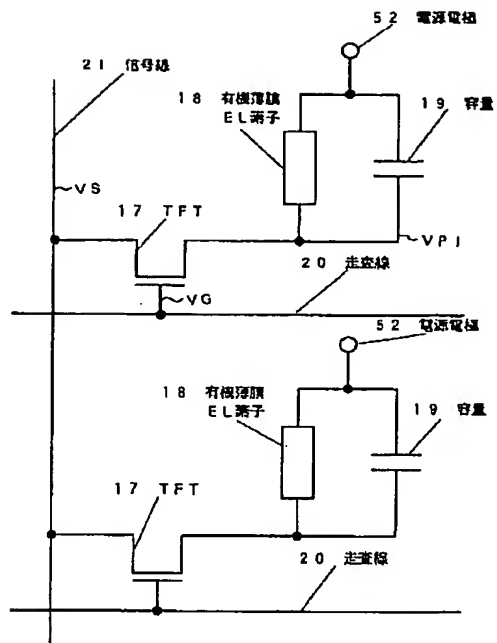 52 電源電極
21 信号線
18 有機薄膜
EL素子
19 容量
VS
17 TFT
VPI
20 走査線
VG
52 電源電極
18 有機薄膜
EL素子
19 容量
17 TFT
20 走査線